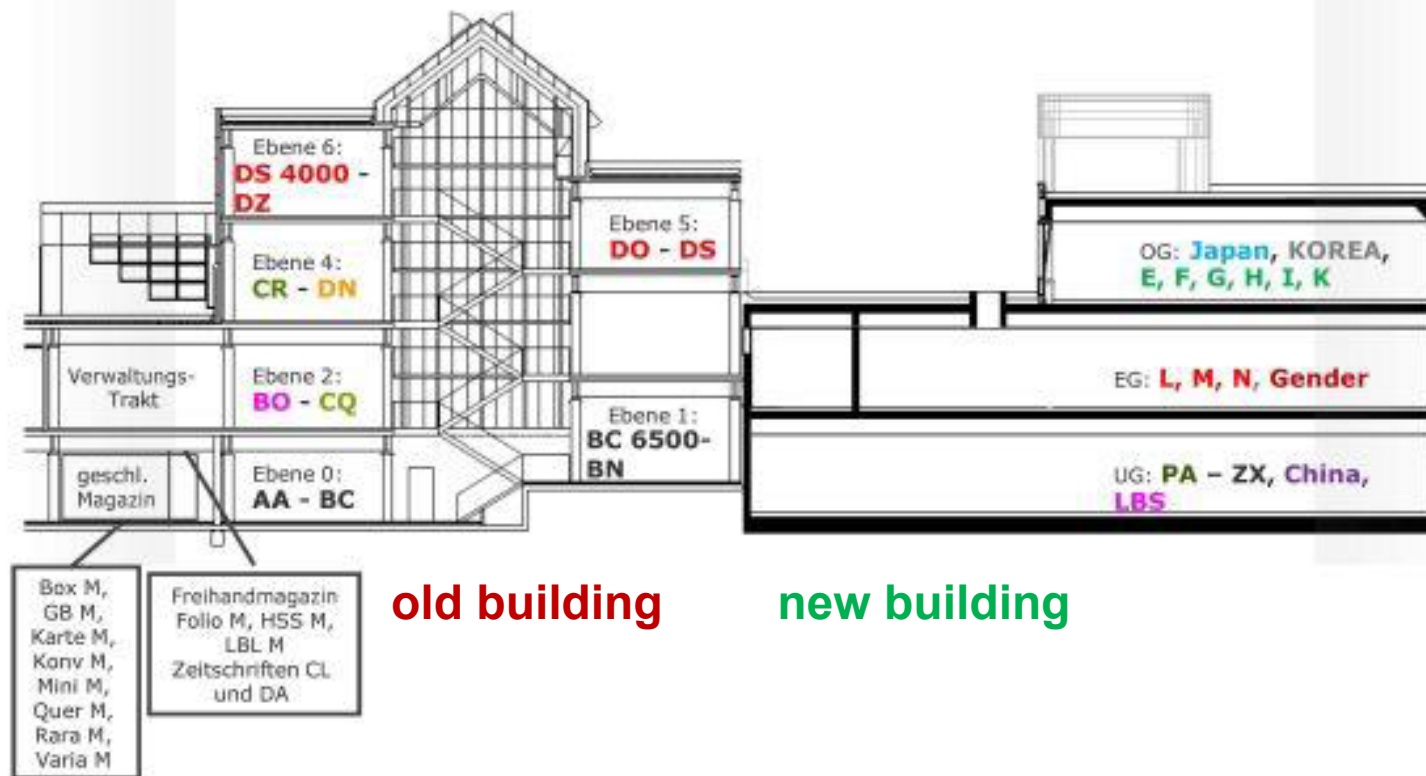 Ebene 6:
DS 4000 -
DZ
Ebene 5:
DO - DS
Ebene 4:
CR - DN
OG: Japan, KOREA,
E, F, G, H, I, K
Verwaltungs-
Trakt
Ebene 2:
BO - CQ
EG: L, M, N, Gender
Ebene 1:
BC 6500-
BN
geschl.
Magazin
Ebene 0:
AA - BC
UG: PA – ZX, China,
LBS
Box M,
GB M,
Karte M,
Konv M,
Mini M,
Quer M,
Rara M,
Varia M
Freihandmagazin
Folio M, HSS M,
LBL M
Zeitschriften CL
und DA
old building
new building